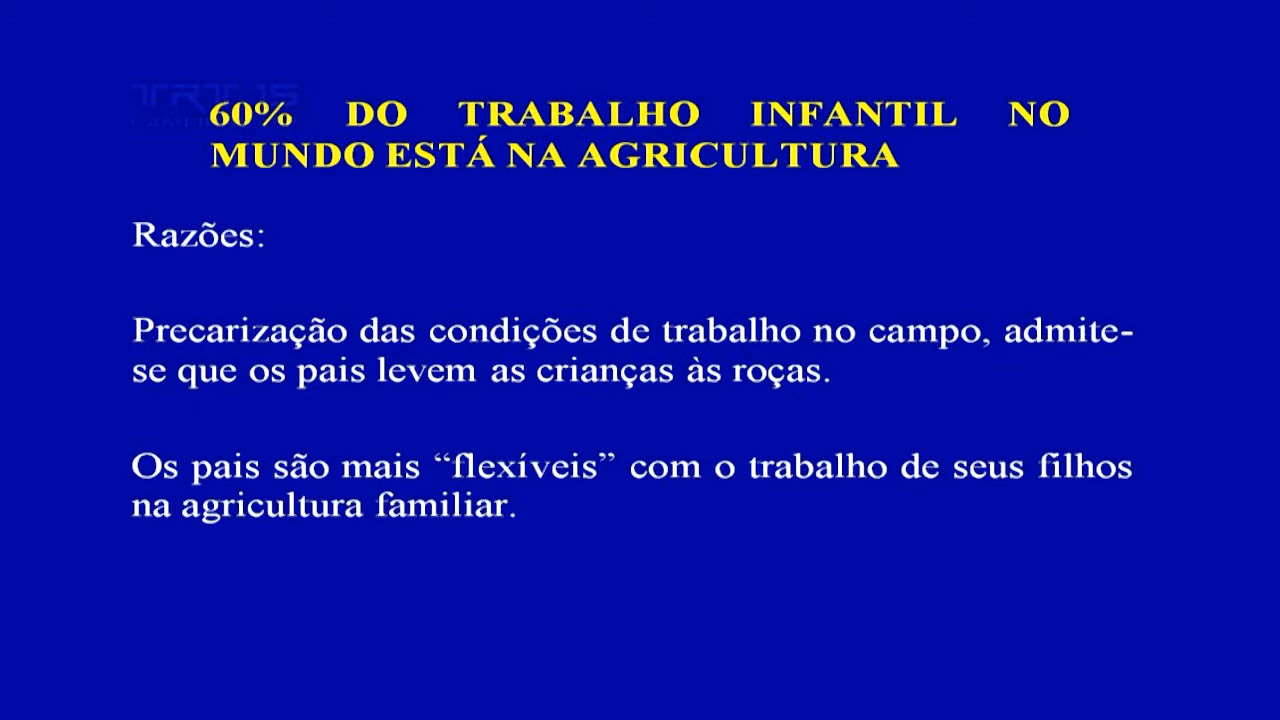 TRT 15
60% DO TRABALHO INFANTIL NO
MUNDO ESTÁ NA AGRICULTURA
Razões:
Precarização das condições de trabalho no campo, admite-
se que os pais levem as crianças às roças.
Os pais são mais “flexíveis” com o trabalho de seus filhos
na agricultura familiar.